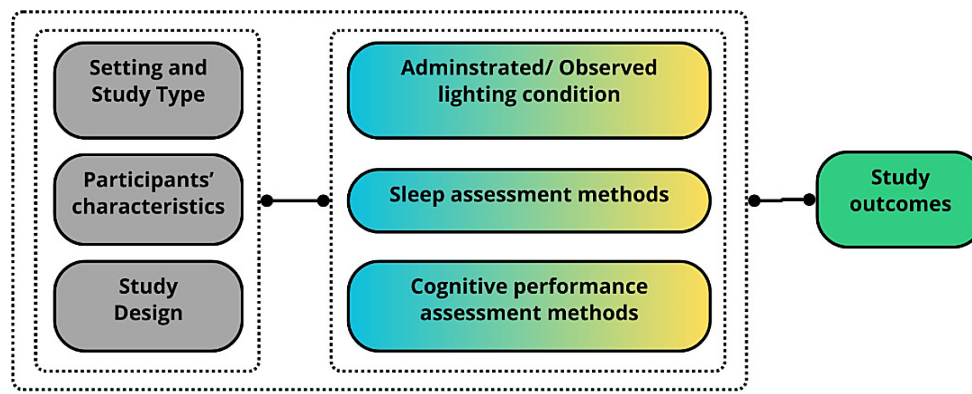 Setting and
Study Type
Participants’
characteristics
Study
Design
Adminstrated/ Observed
lighting condition
Sleep assessment methods
Cognitive performance
assessment methods
Study
outcomes